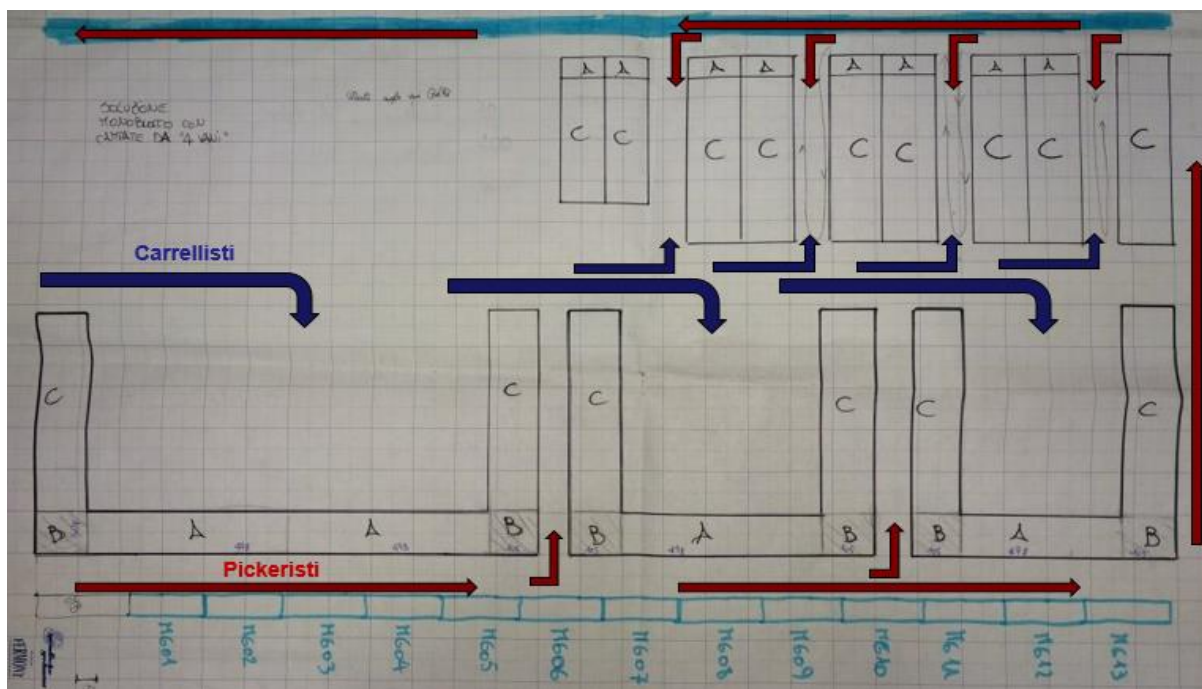 SOLUZIONE
MONOBLOCCO CON
CAMPATE DA "4 VANI"
A A A A A A A A
C C C C C C C C C
Carrellisti
C C C C C C
B A A B B A B B A B
Pickeristi
M601
M602
M603
M604
M605
M606
M607
M608
M609
M610
M611
M612
M613